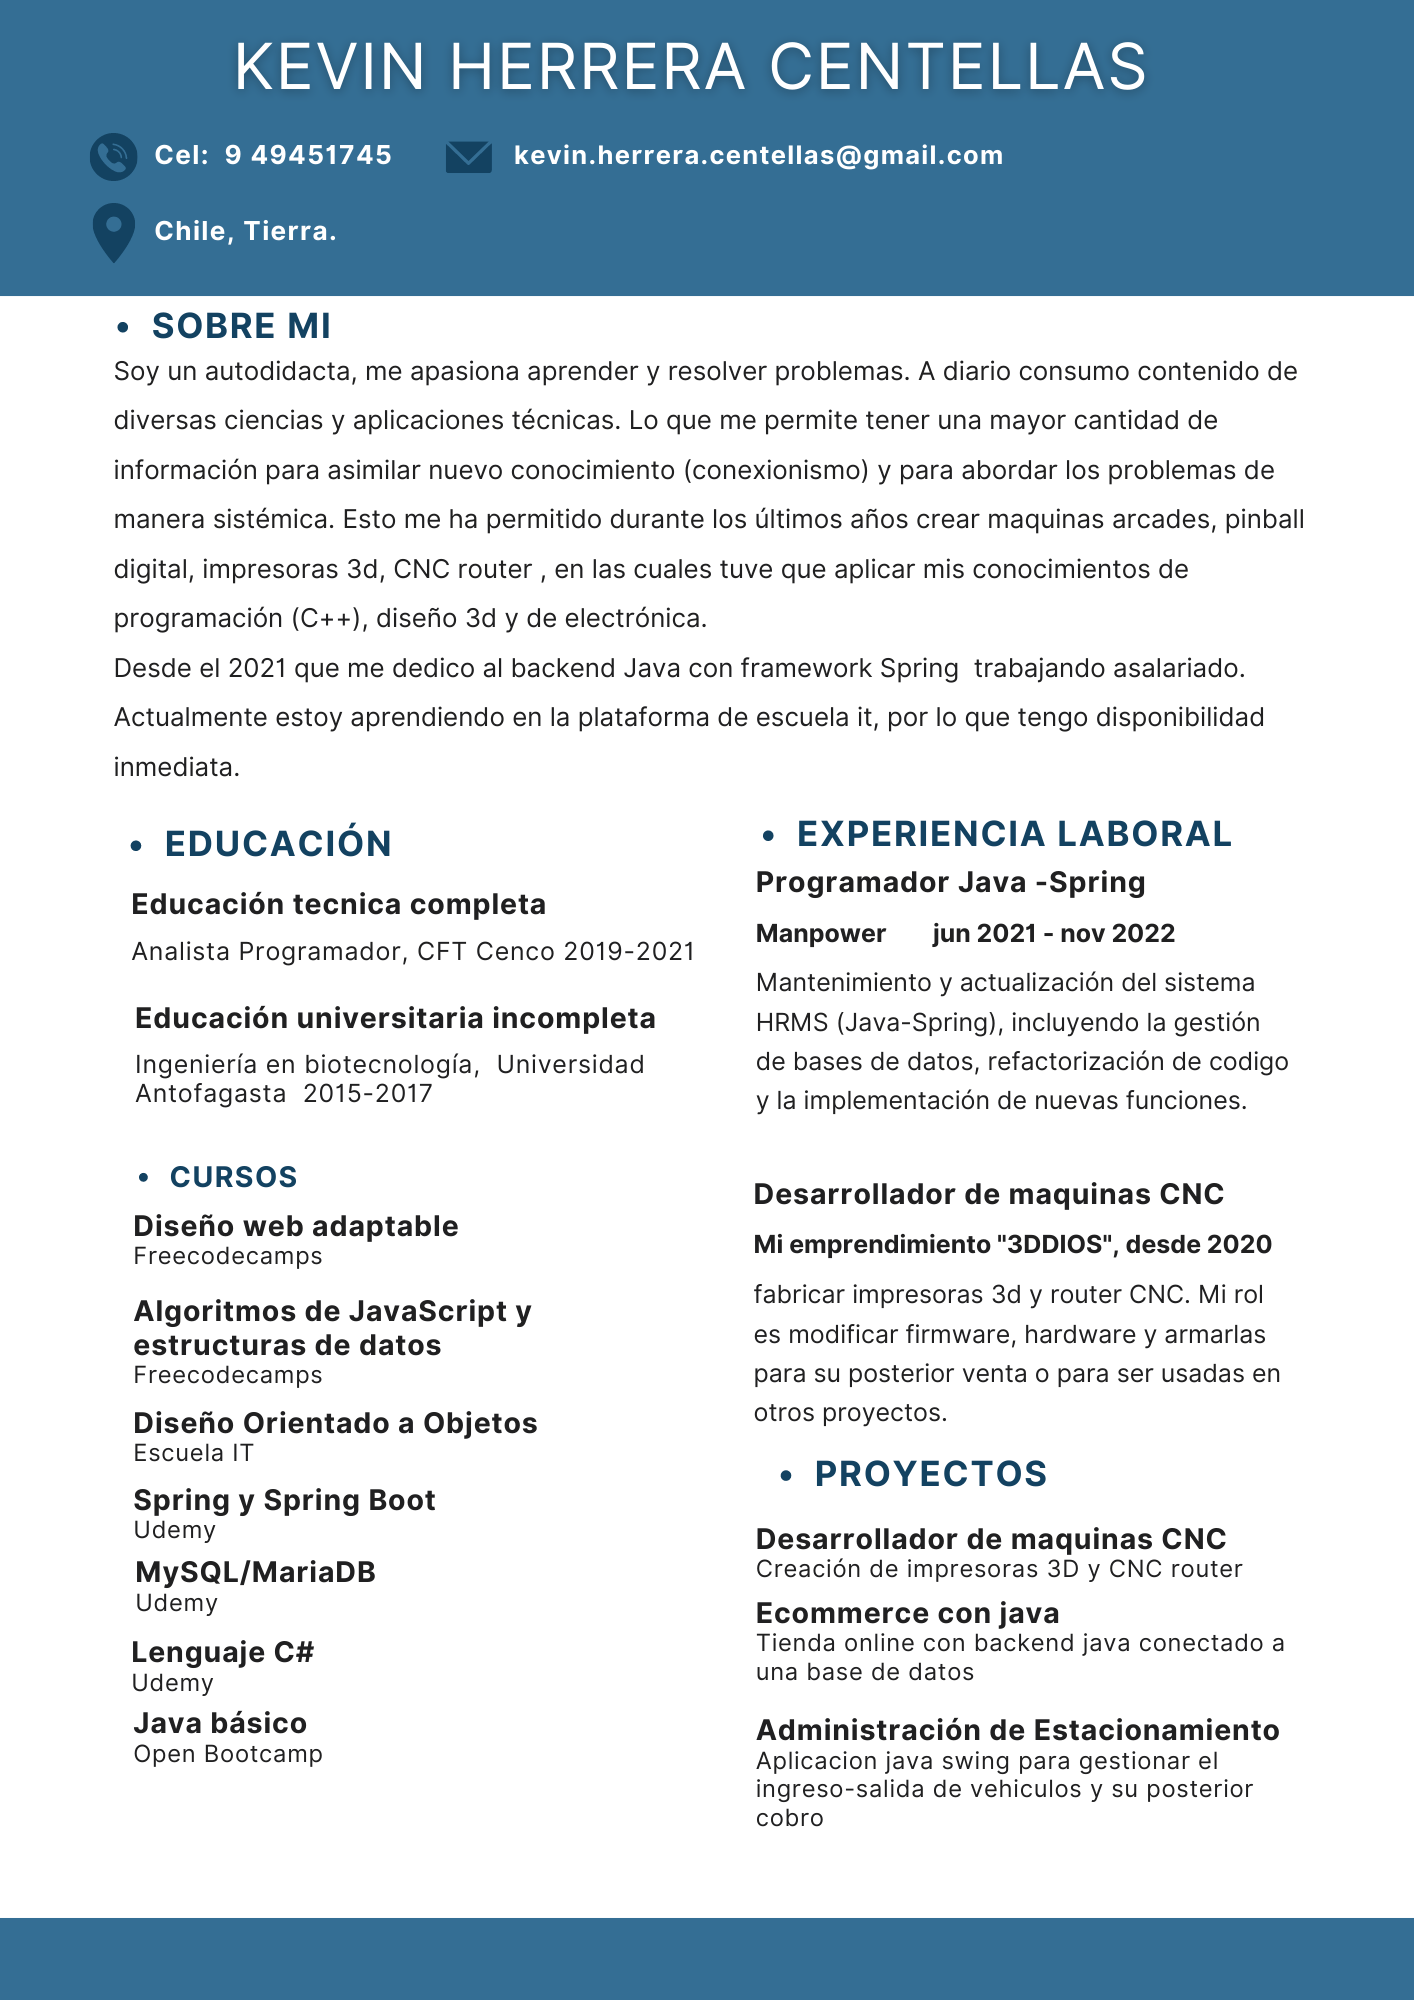 KEVIN HERRERA CENTELLAS
Cel:  9 49451745
kevin.herrera.centellas@gmail.com
Chile, Tierra.
• SOBRE MI
Soy un autodidacta, me apasiona aprender y resolver problemas. A diario consumo contenido de
diversas ciencias y aplicaciones técnicas. Lo que me permite tener una mayor cantidad de
información para asimilar nuevo conocimiento (conexionismo) y para abordar los problemas de
manera sistémica. Esto me ha permitido durante los últimos años crear maquinas arcades, pinball
digital, impresoras 3d, CNC router , en las cuales tuve que aplicar mis conocimientos de
programación (C++), diseño 3d y de electrónica.
Desde el 2021 que me dedico al backend Java con framework Spring  trabajando asalariado.
Actualmente estoy aprendiendo en la plataforma de escuela it, por lo que tengo disponibilidad
inmediata.
• EDUCACIÓN
Educación tecnica completa
Analista Programador, CFT Cenco 2019-2021
Educación universitaria incompleta
Ingeniería en biotecnología,  Universidad
Antofagasta  2015-2017
• CURSOS
Diseño web adaptable
Freecodecamps
Algoritmos de JavaScript y
estructuras de datos
Freecodecamps
Diseño Orientado a Objetos
Escuela IT
Spring y Spring Boot
Udemy
MySQL/MariaDB
Udemy
Lenguaje C#
Udemy
Java básico
Open Bootcamp
• EXPERIENCIA LABORAL
Programador Java -Spring
Manpower       jun 2021 - nov 2022
Mantenimiento y actualización del sistema
HRMS (Java-Spring), incluyendo la gestión
de bases de datos, refactorización de codigo
y la implementación de nuevas funciones.
Desarrollador de maquinas CNC
Mi emprendimiento "3DDIOS", desde 2020
fabricar impresoras 3d y router CNC. Mi rol
es modificar firmware, hardware y armarlas
para su posterior venta o para ser usadas en
otros proyectos.
• PROYECTOS
Desarrollador de maquinas CNC
Creación de impresoras 3D y CNC router
Ecommerce con java
Tienda online con backend java conectado a
una base de datos
Administración de Estacionamiento
Aplicacion java swing para gestionar el
ingreso-salida de vehiculos y su posterior
cobro